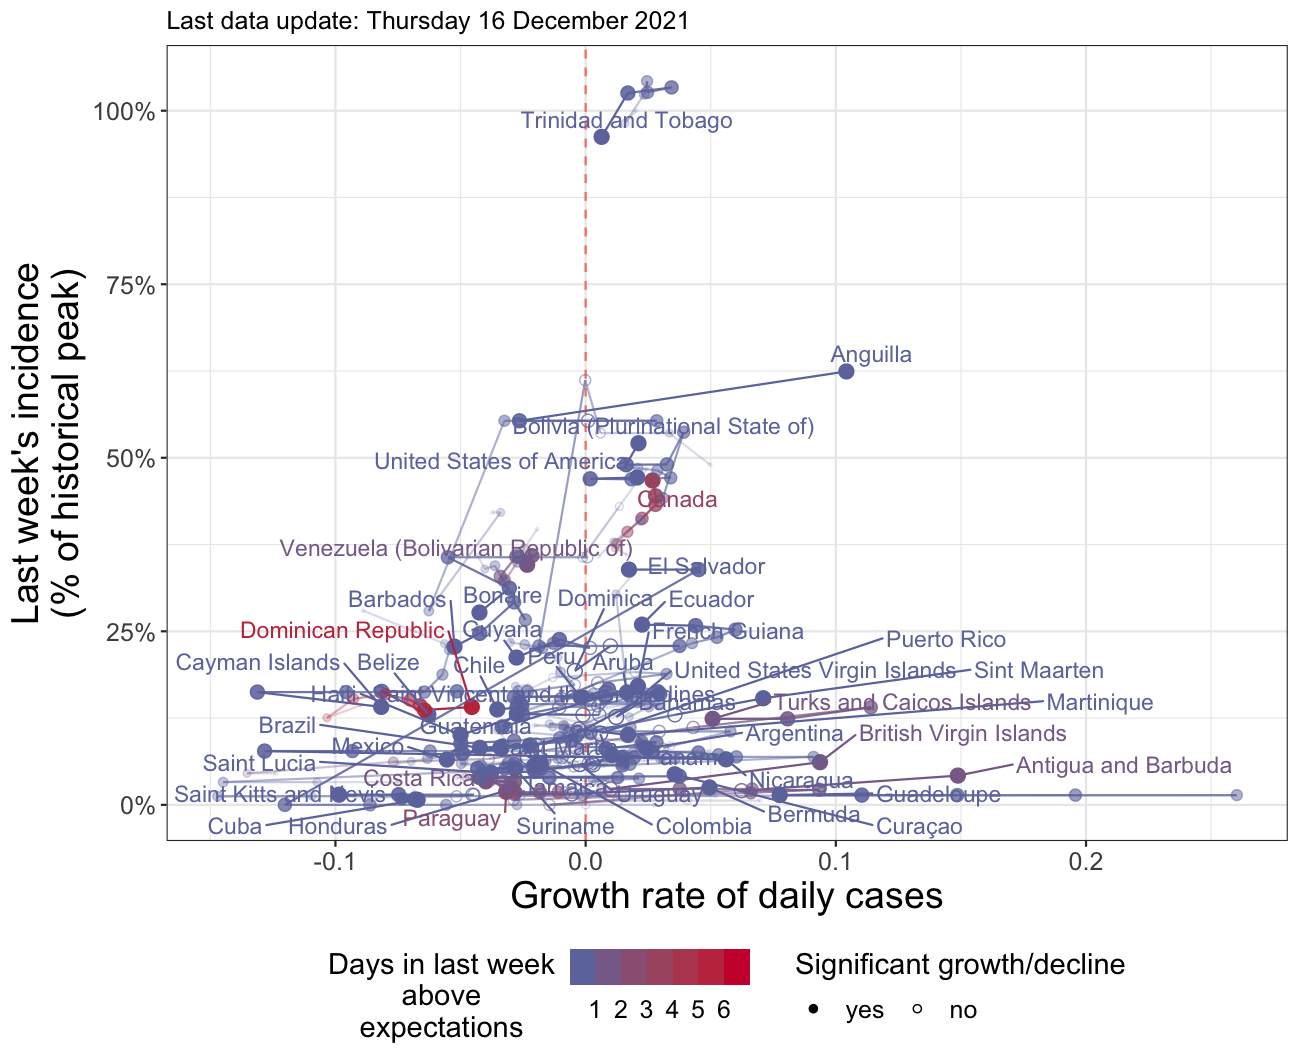 Last data update: Thursday 16 December 2021
100%
Trinidad and Tobago
75%
Anguilla
Bolivia (Plurinational State of)
50%
United States of America
Canada
Venezuela (Bolivarian Republic of)
El Salvador
Barbados
Bonaire
Dominica
Ecuador
25%
Dominican Republic
Guyana
French Guiana
Puerto Rico
Cayman Islands
Belize
Chile
Peru
Aruba
United States Virgin Islands
Sint Maarten
Bahamas
Turks and Caicos Islands
Martinique
Brazil
Guatemala
Argentina
British Virgin Islands
Mexico
Saint Lucia
Antigua and Barbuda
Costa Rica
Nicaragua
Saint Kitts and Nevis
Uruguay
Guadeloupe
0%
Paraguay
Bermuda
Cuba
Honduras
Suriname
Colombia
Curaçao
-0.1
0.0
0.1
0.2
Last week's incidence
(% of historical peak)
Growth rate of daily cases
Days in last week
above
expectations
1 2 3 4 5 6
Significant growth/decline
yes
no